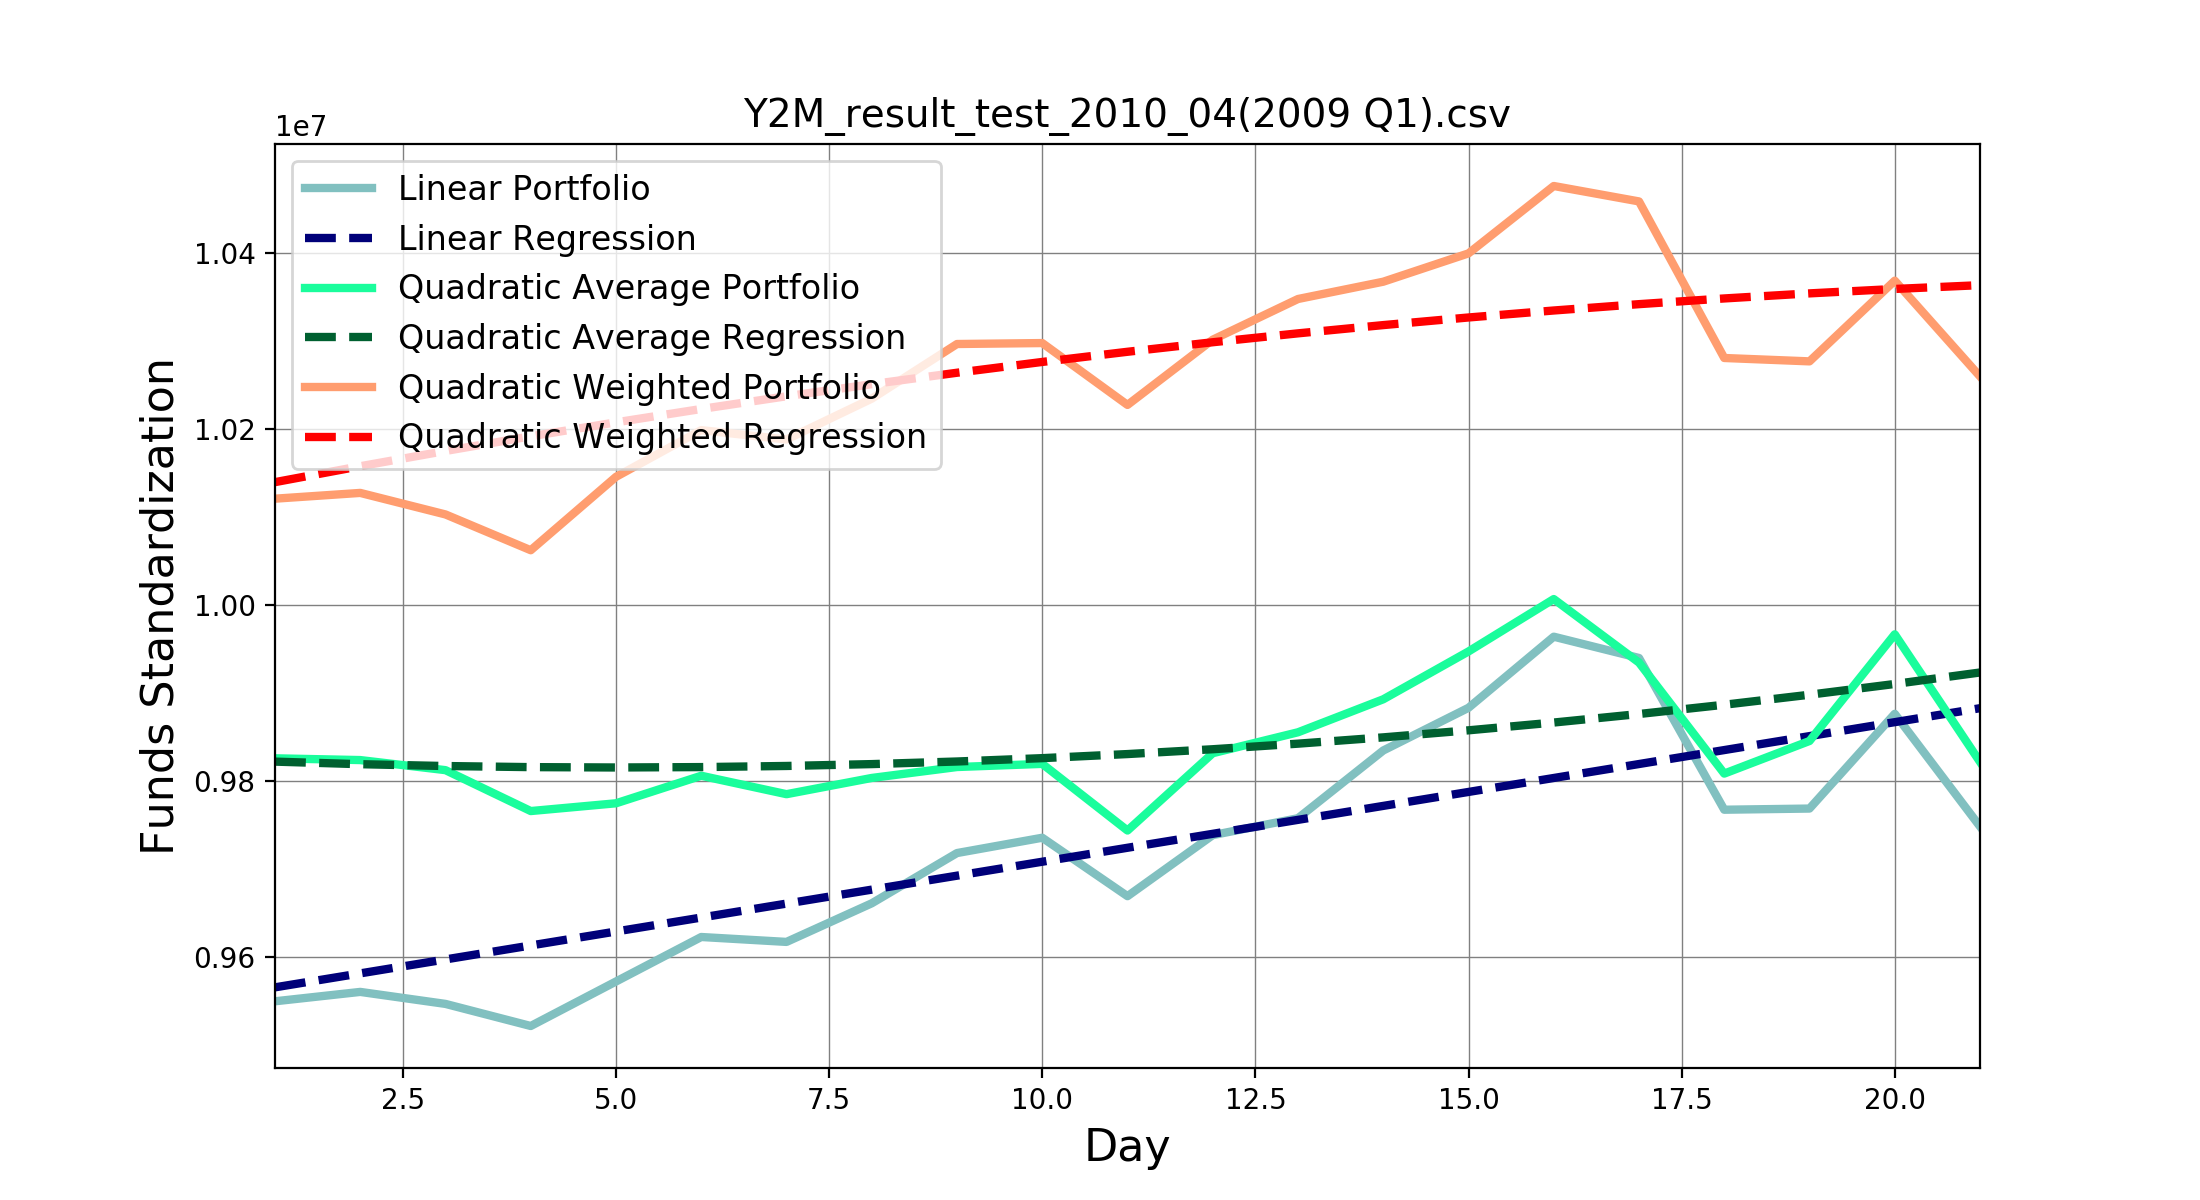 Y2M_result_test_2010_04(2009 Q1).csv
1e7
Linear Portfolio
Linear Regression
Quadratic Average Portfolio
Quadratic Average Regression
Quadratic Weighted Portfolio
Quadratic Weighted Regression
1.04
1.02
1.00
0.98
0.96
Funds Standardization
2.5 5.0 7.5 10.0 12.5 15.0 17.5 20.0
Day